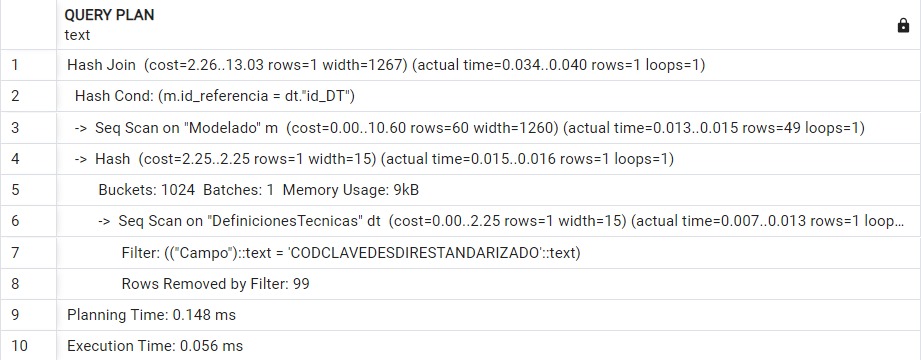 QUERY PLAN
text
1 Hash Join (cost=2.26..13.03 rows=1 width=1267) (actual time=0.034..0.040 rows=1 loops=1)
2 Hash Cond: (m.id_referencia = dt."id_DT")
3 -> Seq Scan on "Modelado" m (cost=0.00..10.60 rows=60 width=1260) (actual time=0.013..0.015 rows=49 loops=1)
4 -> Hash (cost=2.25..2.25 rows=1 width=15) (actual time=0.015..0.016 rows=1 loops=1)
5 Buckets: 1024 Batches: 1 Memory Usage: 9kB
6 -> Seq Scan on "DefinicionesTecnicas" dt (cost=0.00..2.25 rows=1 width=15) (actual time=0.007..0.013 rows=1 loop...
7 Filter: (("Campo")::text = 'CODCLAVEDESDIRESTANDARIZADO'::text)
8 Rows Removed by Filter: 99
9 Planning Time: 0.148 ms
10 Execution Time: 0.056 ms